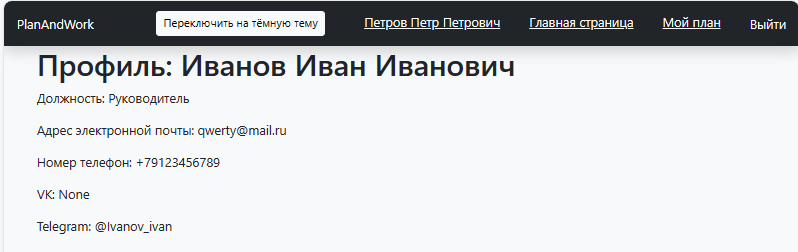 PlanAndWork Переключить на тёмную тему Петров Петр Петрович Главная страница Мой план Выйти
Профиль: Иванов Иван Иванович
Должность: Руководитель
Адрес электронной почты: qwerty@mail.ru
Номер телефон: +79123456789
VK: None
Telegram: @Ivanov_ivan